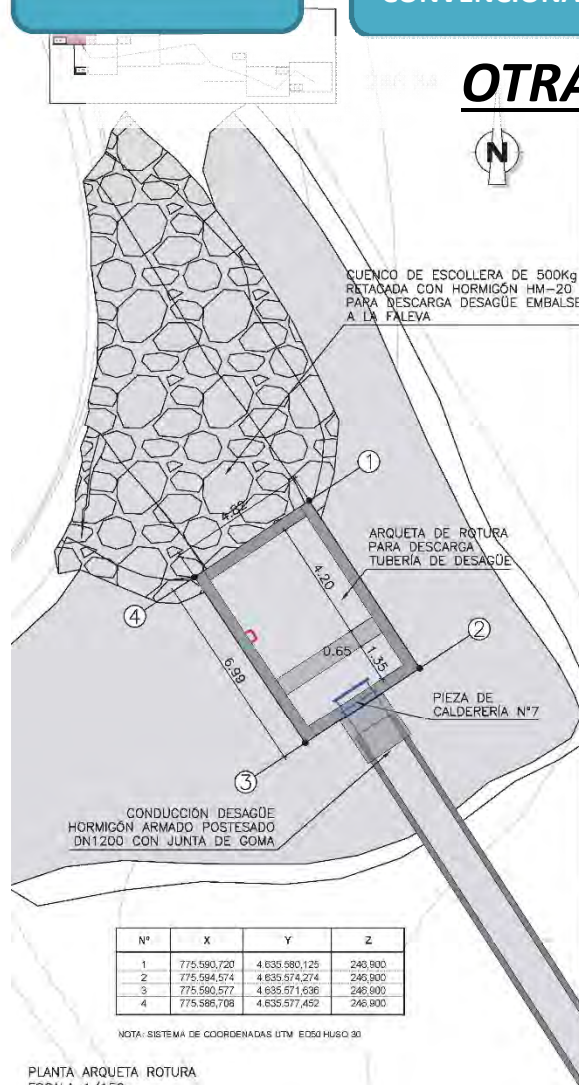 OTRA
N
CUENCO DE ESCOLLERA DE 500Kg
RETACADA CON HORMIGÓN HM-20
PARA DESCARGA DESAGÜE EMBALSE
A LA FALEVA
1
4.82
ARQUETA DE ROTURA
PARA DESCARGA
TUBERÍA DE DESAGÜE
4.20
4
2
0.65
1.35
6.99
PIEZA DE
CALDERERÍA Nº7
3
CONDUCCIÓN DESAGÜE
HORMIGÓN ARMADO POSTESADO
DN1200 CON JUNTA DE GOMA
Nº X Y Z
1 775.590,720 4.635.580,125 246,900
2 775.594,574 4.635.574,274 246,900
3 775.590,577 4.635.571,636 246,900
4 775.586,708 4.635.577,452 246,900
NOTA: SISTEMA DE COORDENADAS UTM ED50 HUSO 30
PLANTA ARQUETA ROTURA